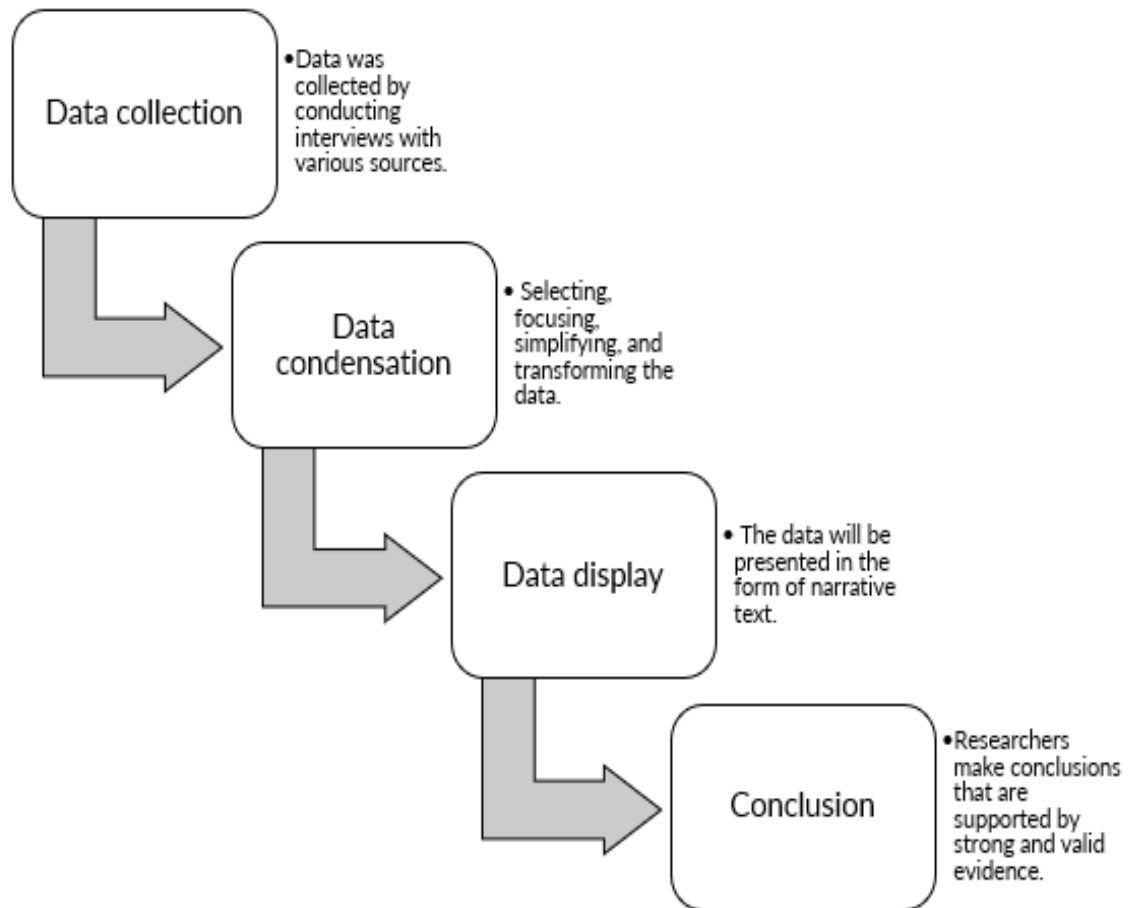 Data collection
•Data was
collected by
conducting
interviews with
various sources.
Data
condensation
• Selecting,
focusing,
simplifying, and
transforming the
data.
Data display
• The data will be
presented in the
form of narrative
text.
Conclusion
•Researchers
make conclusions
that are
supported by
strong and valid
evidence.